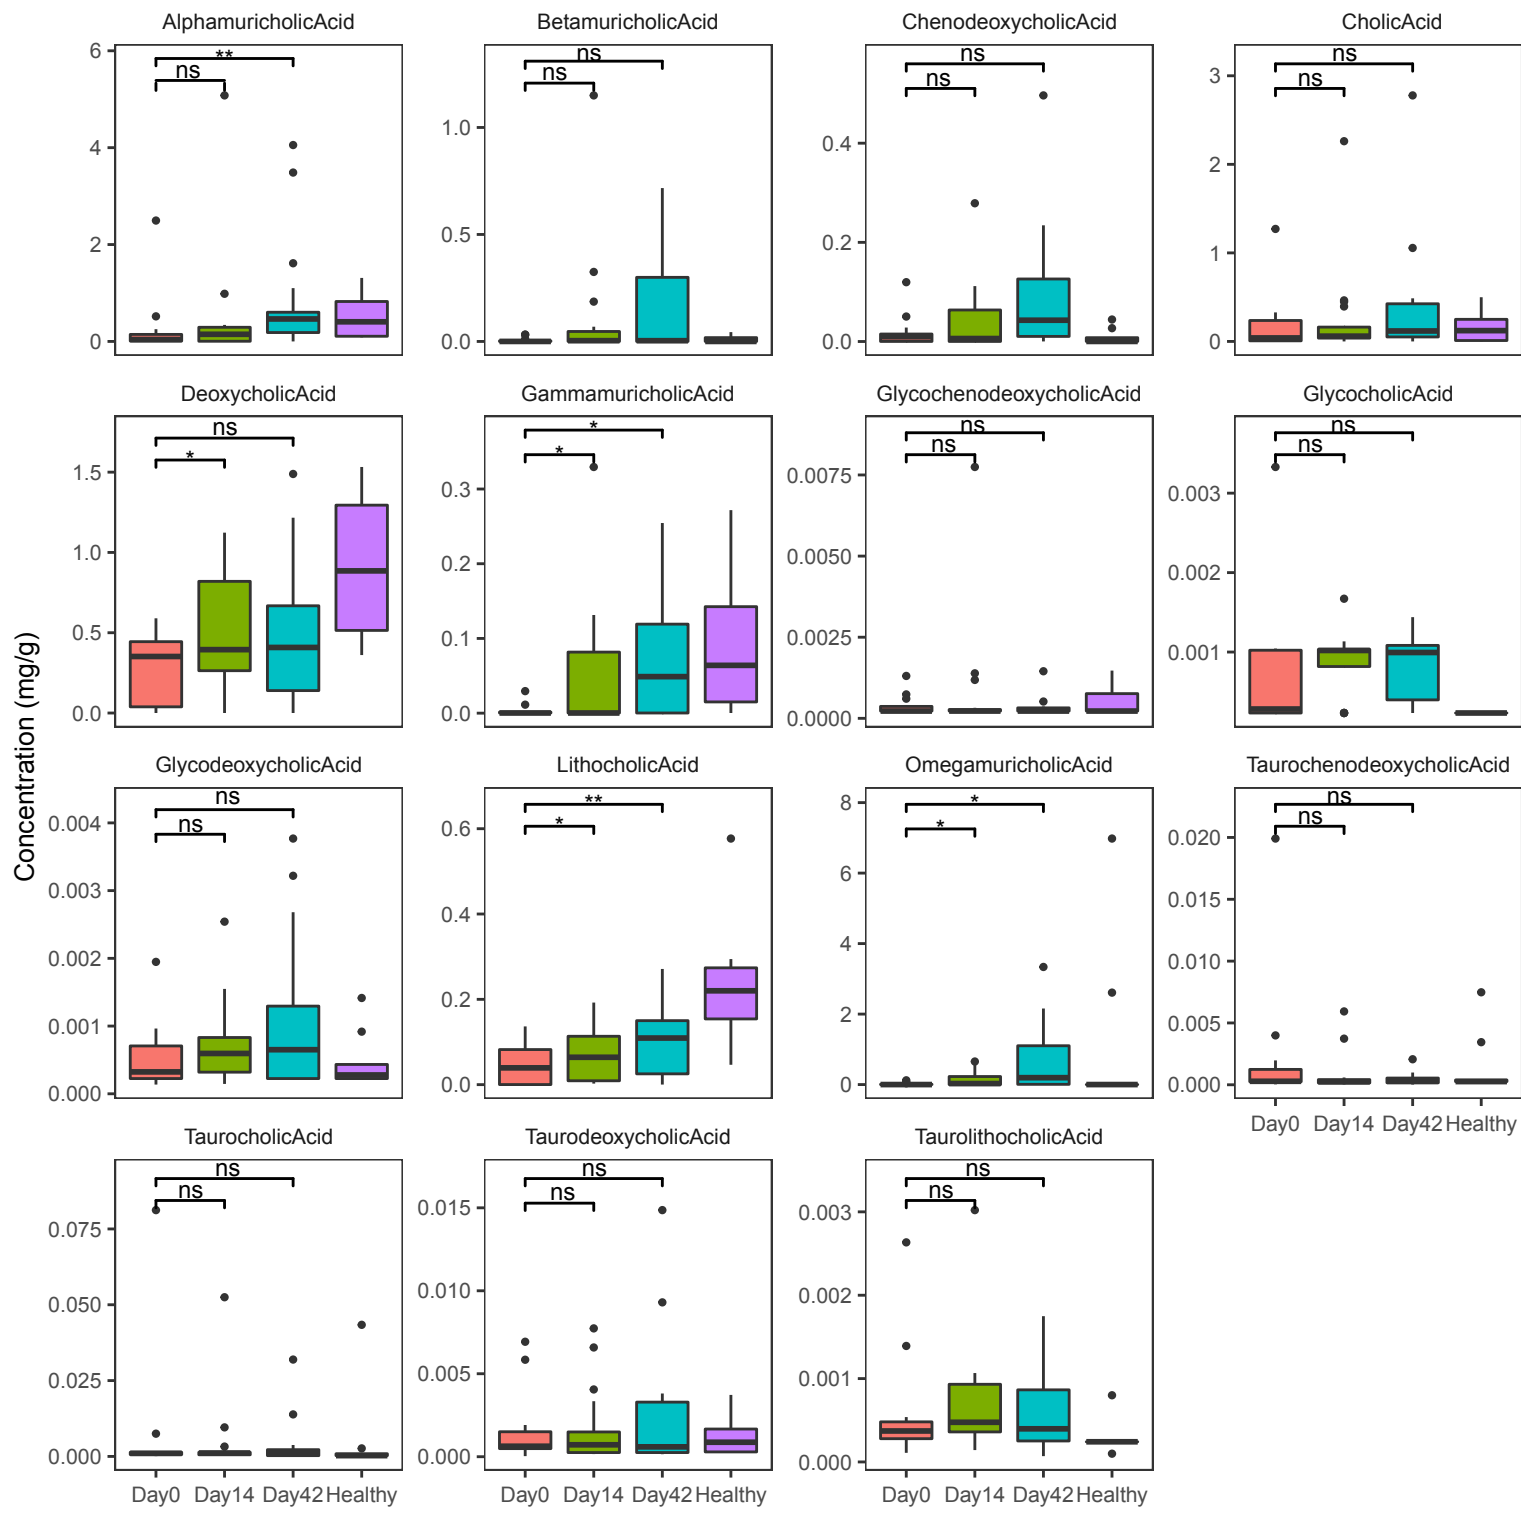 AlphamuricholicAcid BetamuricholicAcid ChenodeoxycholicAcid CholicAcid
6
4
2
0
**
ns
1.0
0.5
0.0
ns
ns
0.4
0.2
0.0
ns
ns
3
2
1
0
ns
ns
DeoxycholicAcid GammamuricholicAcid GlycochenodeoxycholicAcid GlycocholicAcid
1.5
1.0
0.5
0.0
ns
*
0.3
0.2
0.1
0.0
*
*
0.0075
0.0050
0.0025
0.0000
ns
ns
0.003
0.002
0.001
ns
ns
Concentration (mg/g)
GlycodeoxycholicAcid LithocholicAcid OmegamuricholicAcid TaurochenodeoxycholicAcid
0.004
0.003
0.002
0.001
0.000
ns
ns
0.6
0.4
0.2
0.0
**
*
8
6
4
2
0
*
*
0.020
0.015
0.010
0.005
0.000
ns
ns
Day0 Day14 Day42 Healthy
TaurocholicAcid TaurodeoxycholicAcid TaurolithocholicAcid
0.075
0.050
0.025
0.000
ns
ns
0.015
0.010
0.005
0.000
ns
ns
0.003
0.002
0.001
0.000
ns
ns
Day0 Day14 Day42 Healthy Day0 Day14 Day42 Healthy Day0 Day14 Day42 Healthy